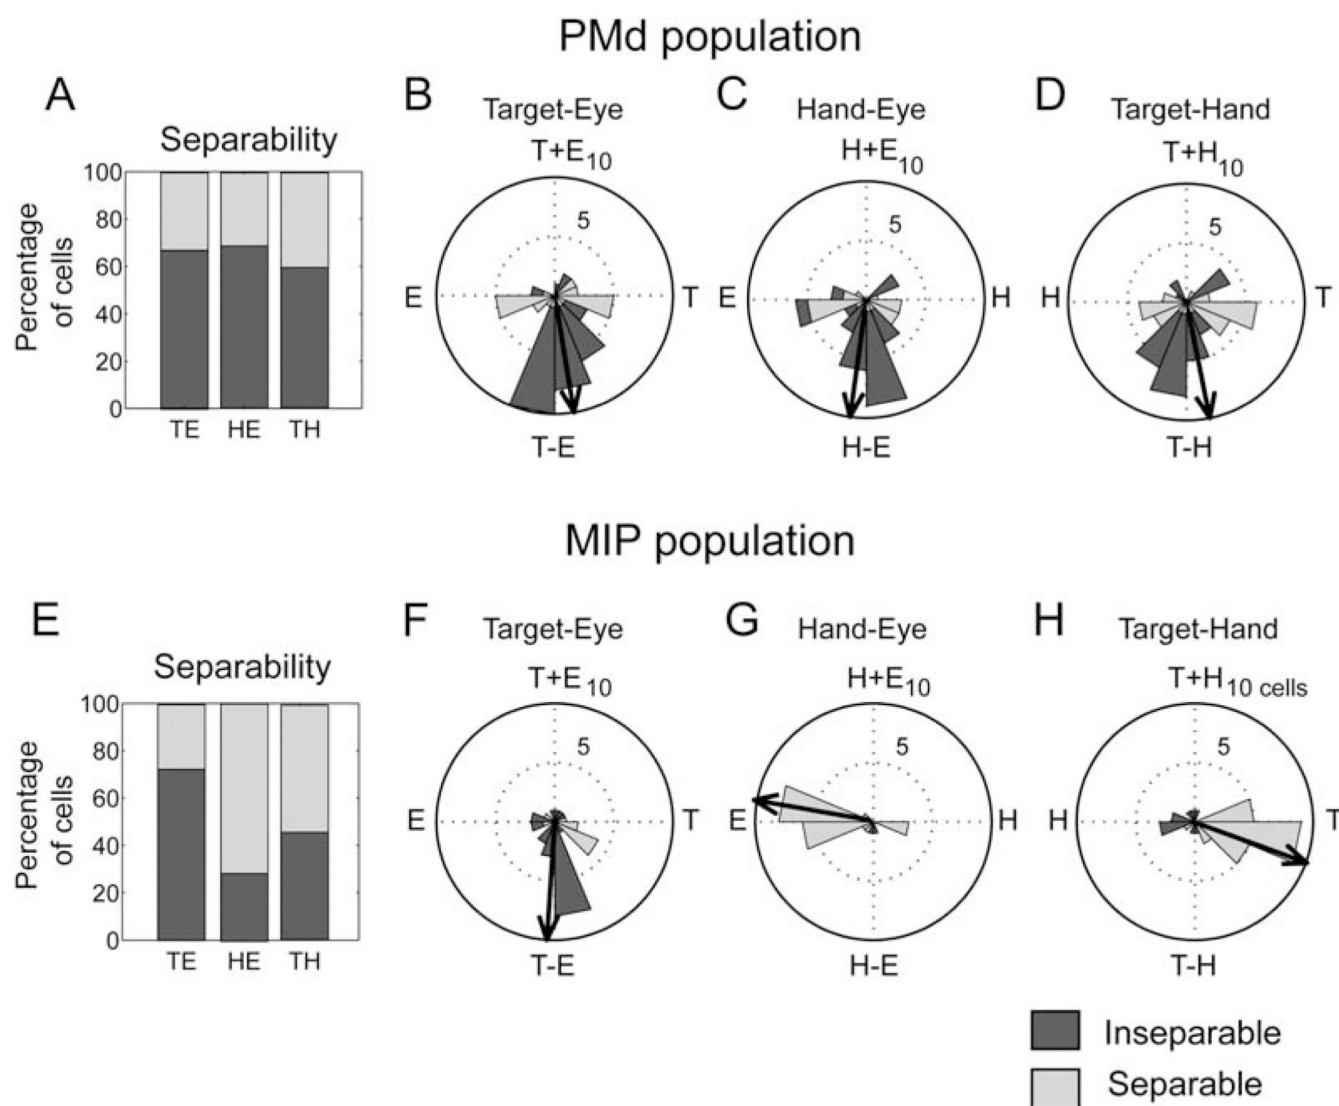 PMd population
A
Separability
Percentage
of cells
100
80
60
40
20
0
TE HE TH
B
Target-Eye
T+E10
5
E
T
T-E
C
Hand-Eye
H+E10
5
E
H
H-E
D
Target-Hand
T+H10
5
H
T
T-H
MIP population
E
Separability
Percentage
of cells
100
80
60
40
20
0
TE HE TH
F
Target-Eye
T+E10
5
E
T
T-E
G
Hand-Eye
H+E10
5
E
H
H-E
H
Target-Hand
T+H10 cells
5
H
T
T-H
Inseparable
Separable